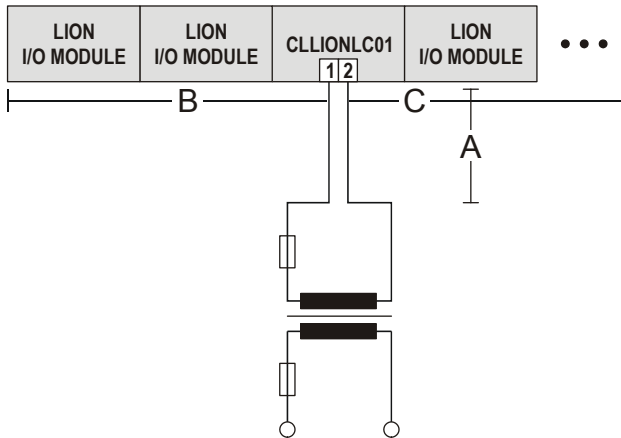 LION
I/O MODULE
LION
I/O MODULE
CLLIONLC01
1 2
LION
I/O MODULE
B
C
A